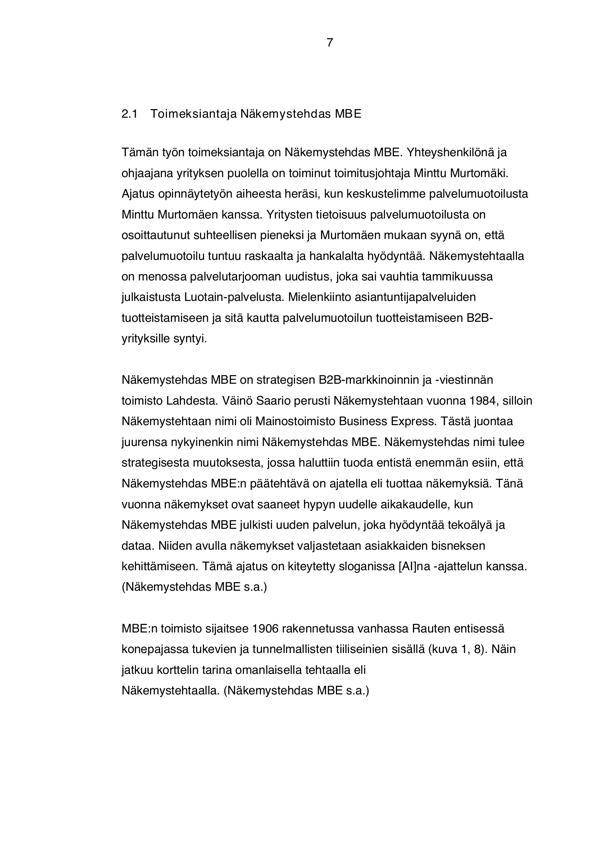 7
2.1 Toimeksiantaja Näkemystehdas MBE
Tämän työn toimeksiantaja on Näkemystehdas MBE. Yhteyshenkilönä ja
ohjaajana yrityksen puolella on toiminut toimitusjohtaja Minttu Murtomäki.
Ajatus opinnäytetyön aiheesta heräsi, kun keskustelimme palvelumuotoilusta
Minttu Murtomäen kanssa. Yritysten tietoisuus palvelumuotoilusta on
osoittautunut suhteellisen pieneksi ja Murtomäen mukaan syynä on, että
palvelumuotoilu tuntuu raskaalta ja hankalalta hyödyntää. Näkemystehtaalla
on menossa palvelutarjooman uudistus, joka sai vauhtia tammikuussa
julkaistusta Luotain-palvelusta. Mielenkiinto asiantuntijapalveluiden
tuotteistamiseen ja sitä kautta palvelumuotoilun tuotteistamiseen B2B-
yrityksille syntyi.
Näkemystehdas MBE on strategisen B2B-markkinoinnin ja -viestinnän
toimisto Lahdesta. Väinö Saario perusti Näkemystehtaan vuonna 1984, silloin
Näkemystehtaan nimi oli Mainostoimisto Business Express. Tästä juontaa
juurensa nykyinenkin nimi Näkemystehdas MBE. Näkemystehdas nimi tulee
strategisesta muutoksesta, jossa haluttiin tuoda entistä enemmän esiin, että
Näkemystehdas MBE:n päätehtävä on ajatella eli tuottaa näkemyksiä. Tänä
vuonna näkemykset ovat saaneet hypyn uudelle aikakaudelle, kun
Näkemystehdas MBE julkisti uuden palvelun, joka hyödyntää tekoälyä ja
dataa. Niiden avulla näkemykset valjastetaan asiakkaiden bisneksen
kehittämiseen. Tämä ajatus on kiteytetty sloganissa [AI]na -ajattelun kanssa.
(Näkemystehdas MBE s.a.)
MBE:n toimisto sijaitsee 1906 rakennetussa vanhassa Rauten entisessä
konepajassa tukevien ja tunnelmallisten tiiliseinien sisällä (kuva 1, 8). Näin
jatkuu korttelin tarina omanlaisella tehtaalla eli
Näkemystehtaalla. (Näkemystehdas MBE s.a.)